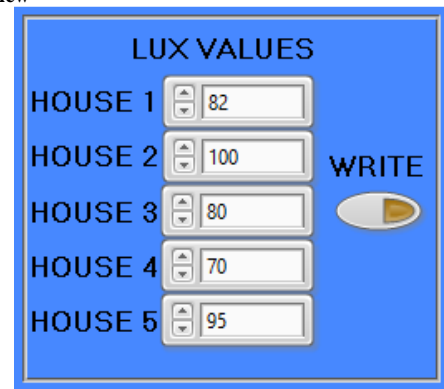 LUX VALUES
HOUSE 1 82
HOUSE 2 100
WRITE
HOUSE 3 80
HOUSE 4 70
HOUSE 5 95